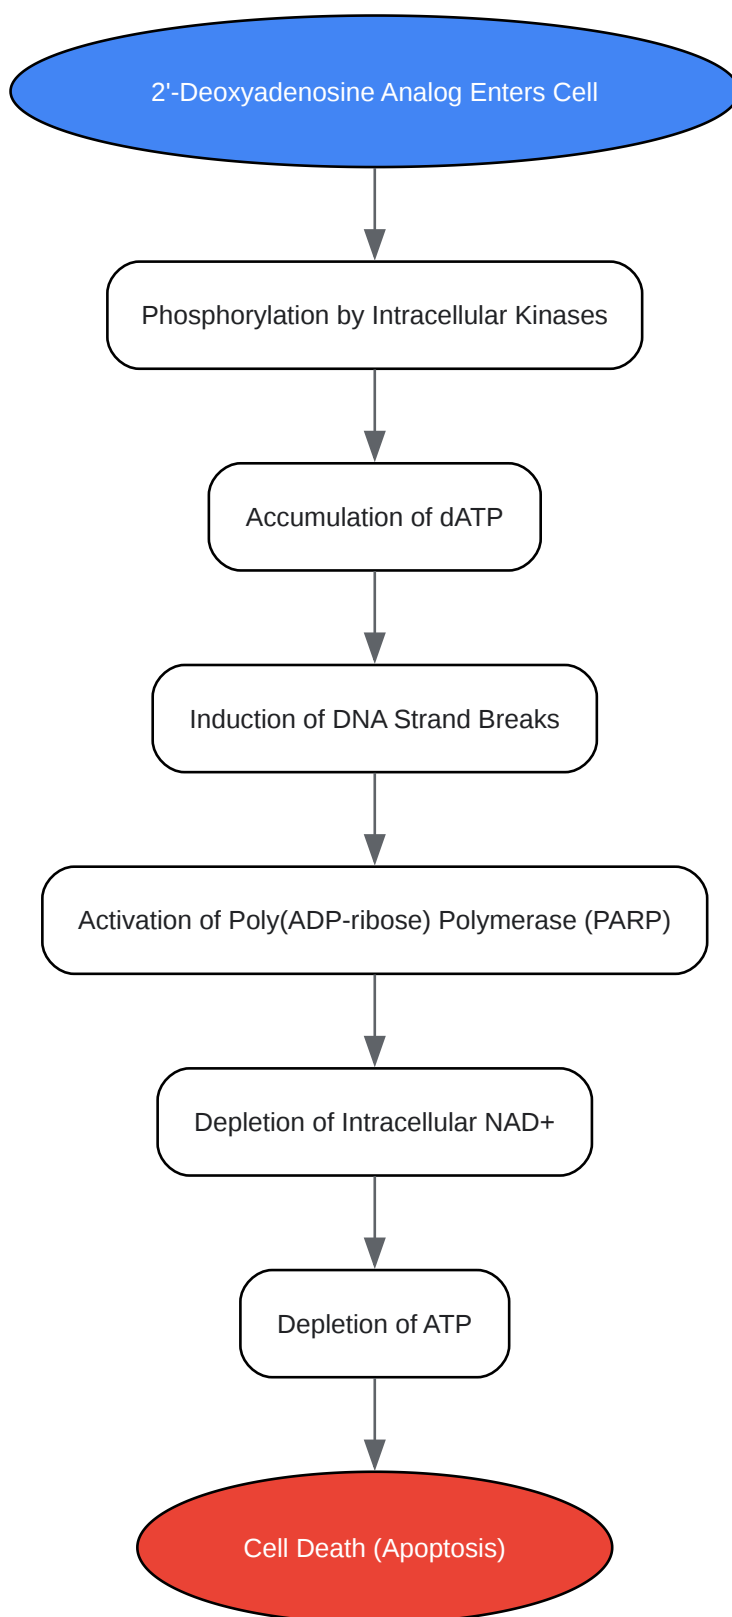 2'-Deoxyadenosine Analog Enters Cell
Phosphorylation by Intracellular Kinases
Accumulation of dATP
Induction of DNA Strand Breaks
Activation of Poly(ADP-ribose) Polymerase (PARP)
Depletion of Intracellular NAD+
Depletion of ATP
Cell Death (Apoptosis)